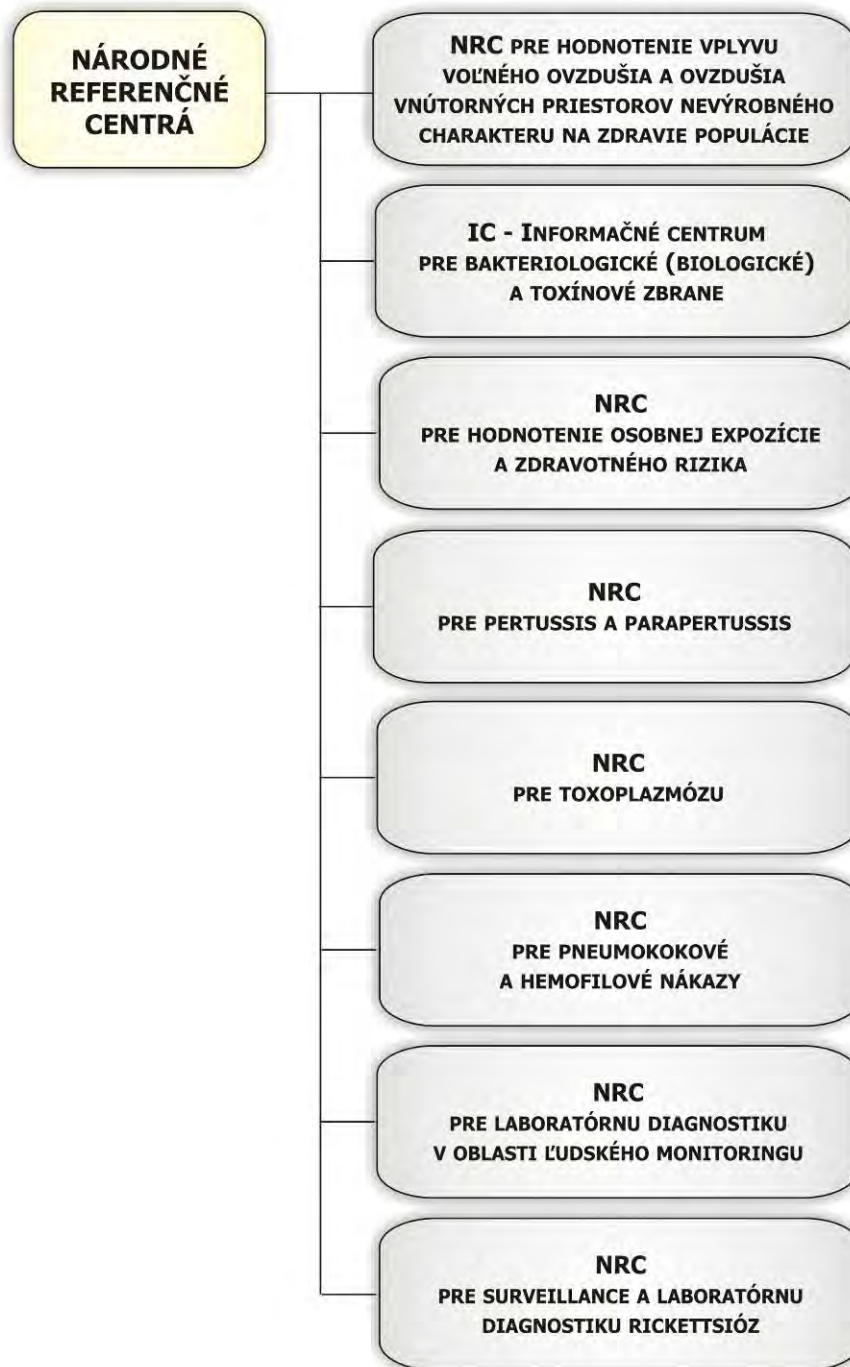 NÁRODNÉ
REFERENČNÉ
CENTRÁ
NRC PRE HODNOTENIE VPLYVU
VOĽNÉHO OVZDUŠIA A OVZDUŠIA
VNÚTORNÝCH PRIESTOROV NEVÝROBNÉHO
CHARAKTERU NA ZDRAVIE POPULÁCIE
IC - INFORMAČNÉ CENTRUM
PRE BAKTERIOLOGICKÉ (BIOLOGICKÉ)
A TOXÍNOVÉ ZBRANE
NRC
PRE HODNOTENIE OSOBNEJ EXPOZÍCIE
A ZDRAVOTNÉHO RIZIKA
NRC
PRE PERTUSSIS A PARAPERTUSSIS
NRC
PRE TOXOPLAZMÓZU
NRC
PRE PNEUMOKOKOVÉ
A HEMOFILOVÉ NÁKAZY
NRC
PRE LABORATÓRNU DIAGNOSTIKU
V OBLASTI ĽUDSKÉHO MONITORINGU
NRC
PRE SURVEILLANCE A LABORATÓRNU
DIAGNOSTIKU RICKETTSIÓZ